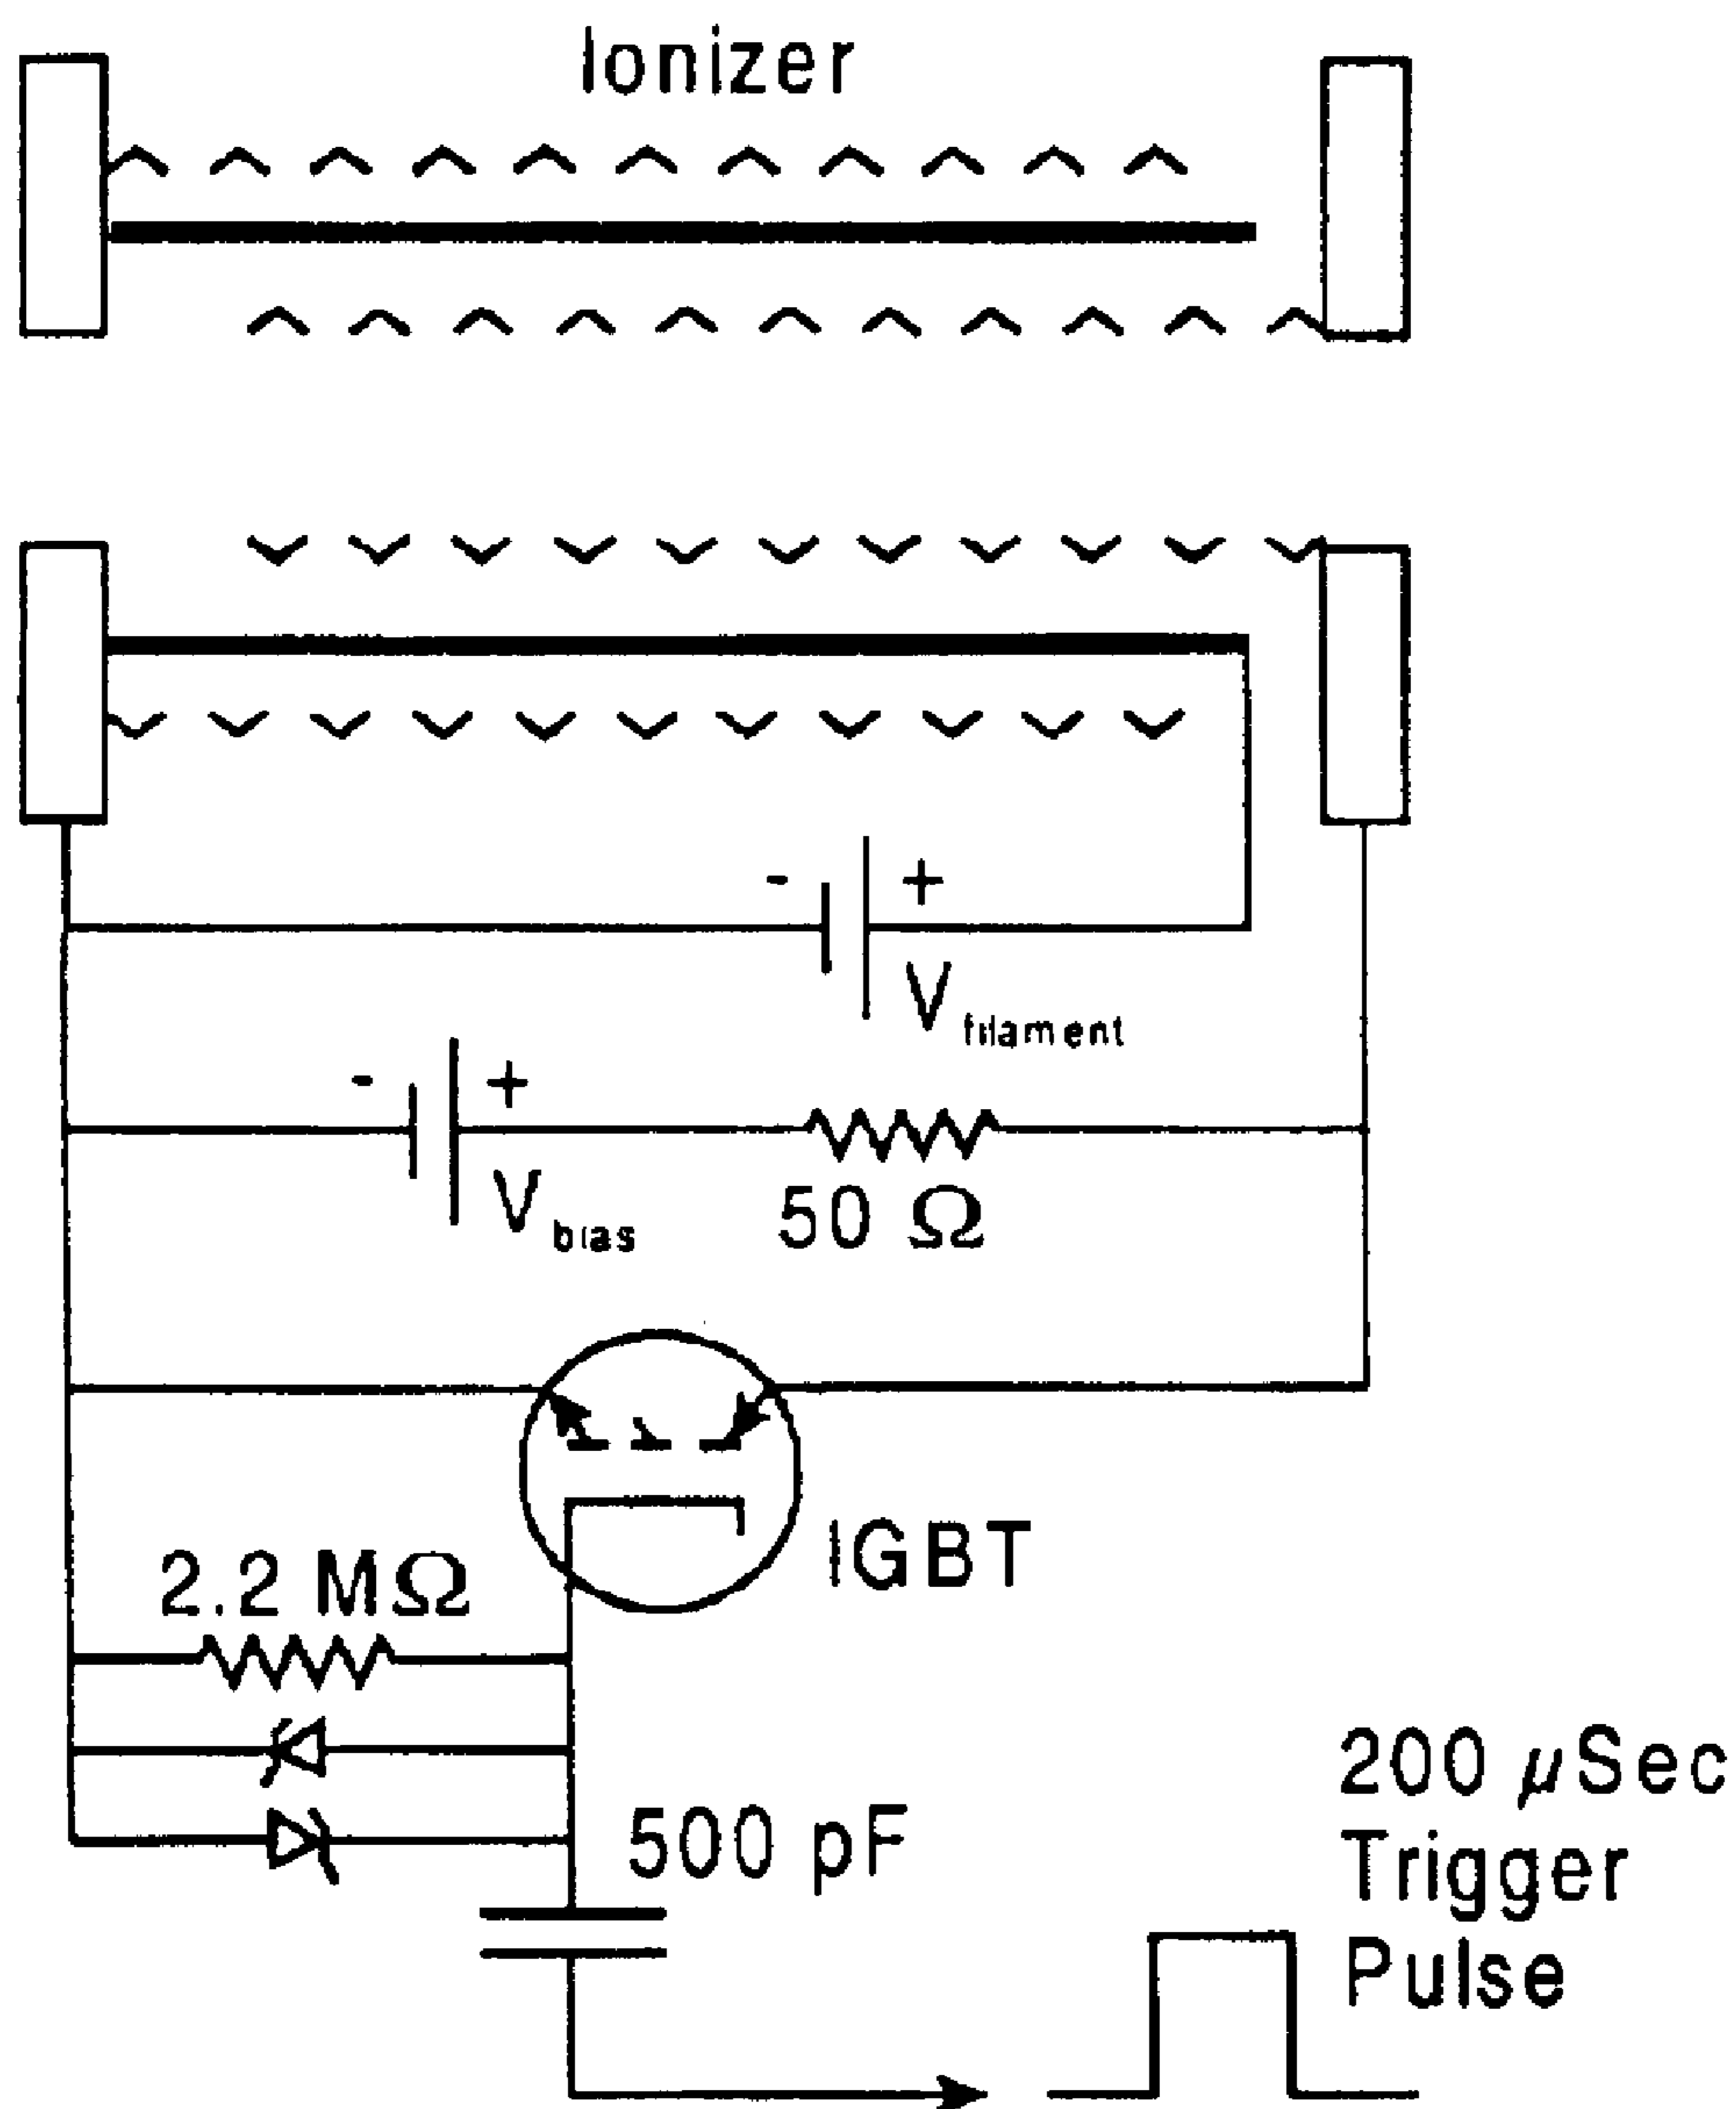 Ionizer
- +
V filament
- +
V bias
50 Ω
IGBT
2.2 MΩ
500 pF
200 µSec
Trigger
Pulse